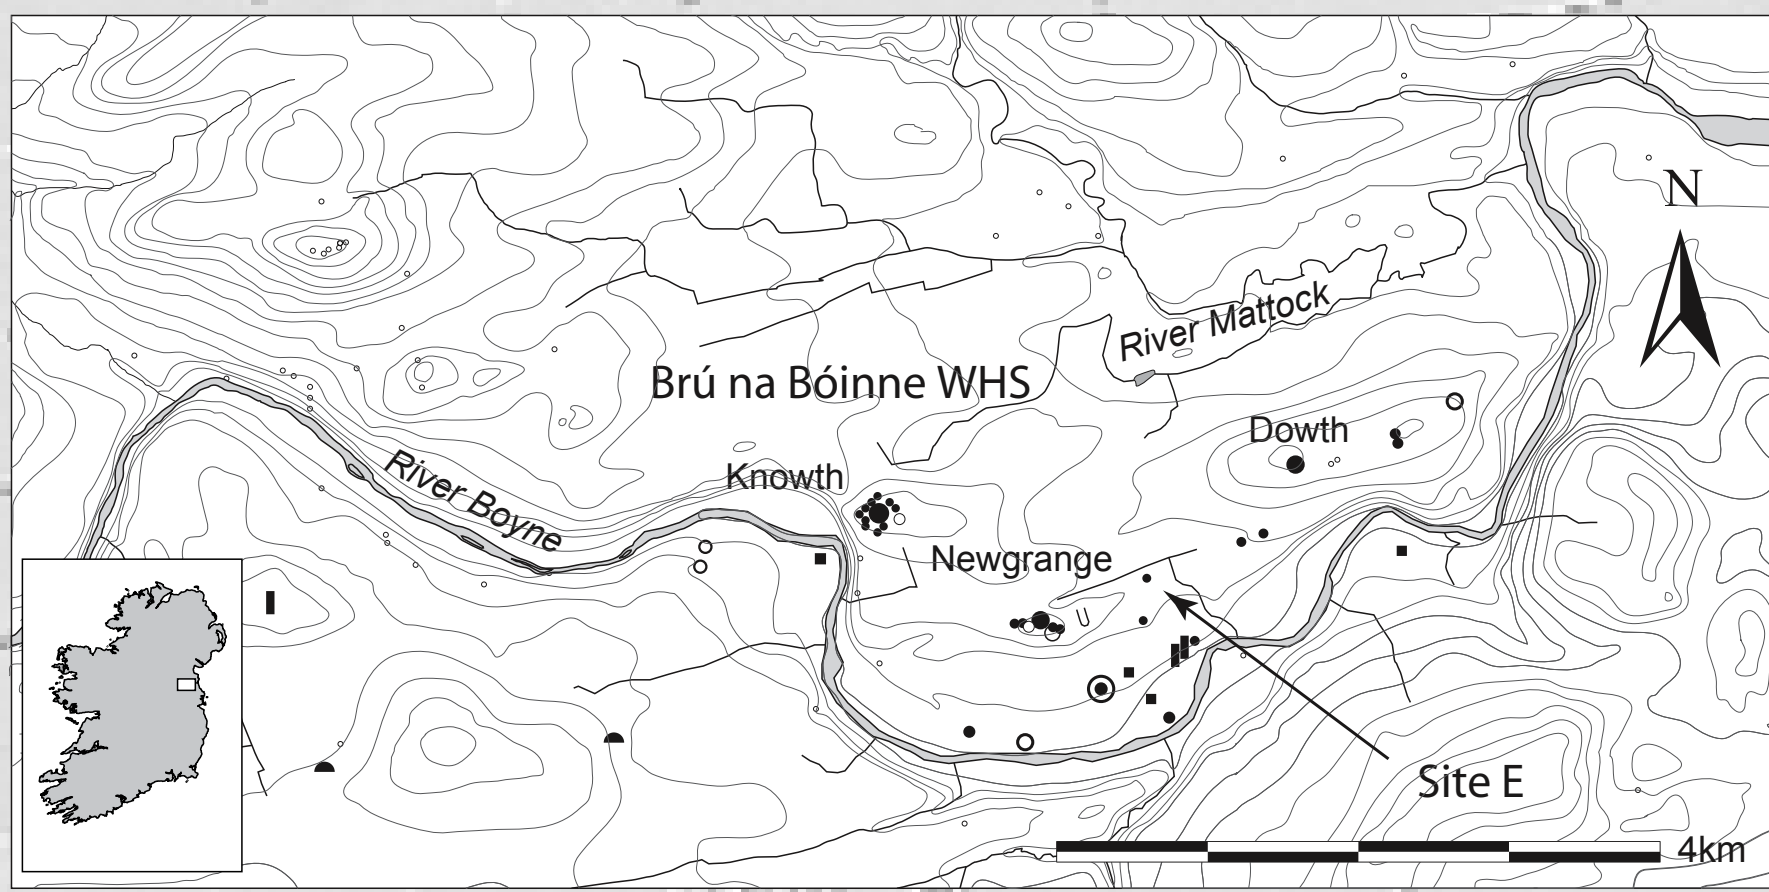 N
River Mattock
Brú na Bóinne WHS
Dowth
Knowth
River Boyne
Newgrange
Site E
4km